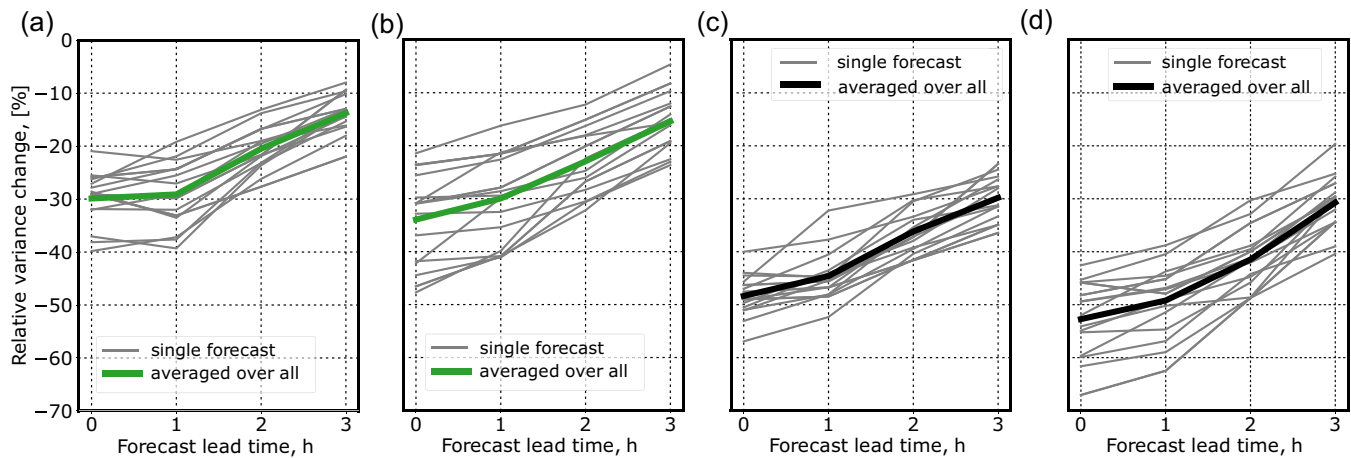 (a) (b) (c) (d)
Relative variance change, [%]
0
−10
−20
−30
−40
−50
−60
−70
single forecast
averaged over all
0 1 2 3
Forecast lead time, h
single forecast
averaged over all
0 1 2 3
Forecast lead time, h
single forecast
averaged over all
0 1 2 3
Forecast lead time, h
single forecast
averaged over all
0 1 2 3
Forecast lead time, h